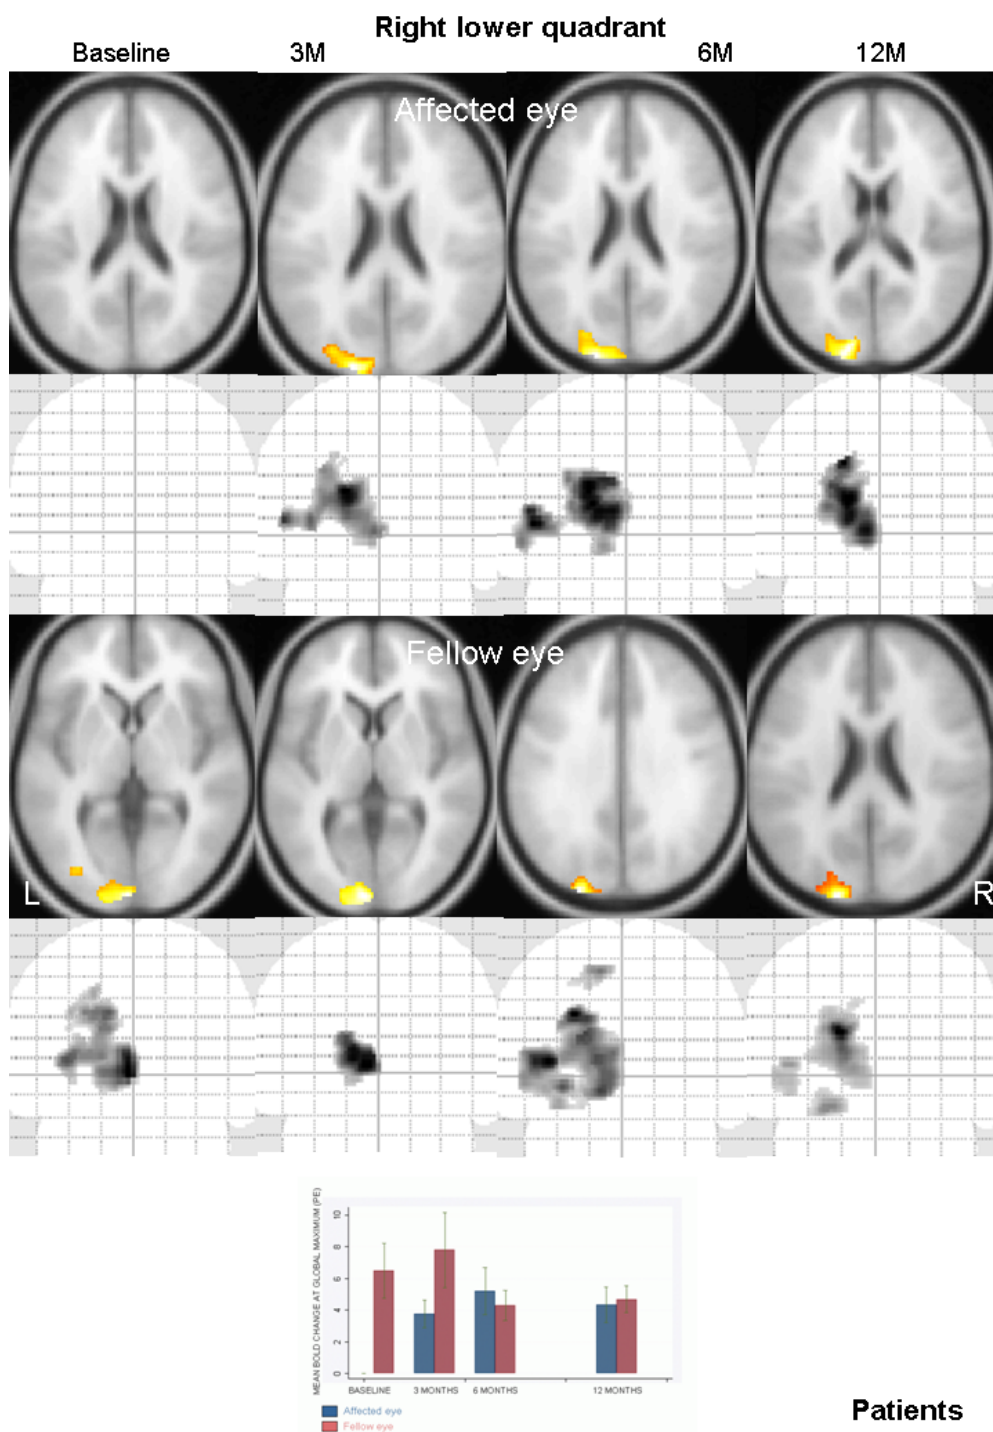 Right lower quadrant
Baseline 3M 6M 12M
Affected eye
Fellow eye
L R
MEAN BOLD CHANGE AT GLOBAL MAXIMUM (PE)
10
8
6
4
2
0
BASELINE 3 MONTHS 6 MONTHS 12 MONTHS
Affected eye
Fellow eye
Patients